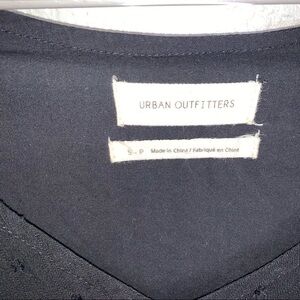 URBAN OUTFITTERS
S - P Made in China / Fabriqué en Chine